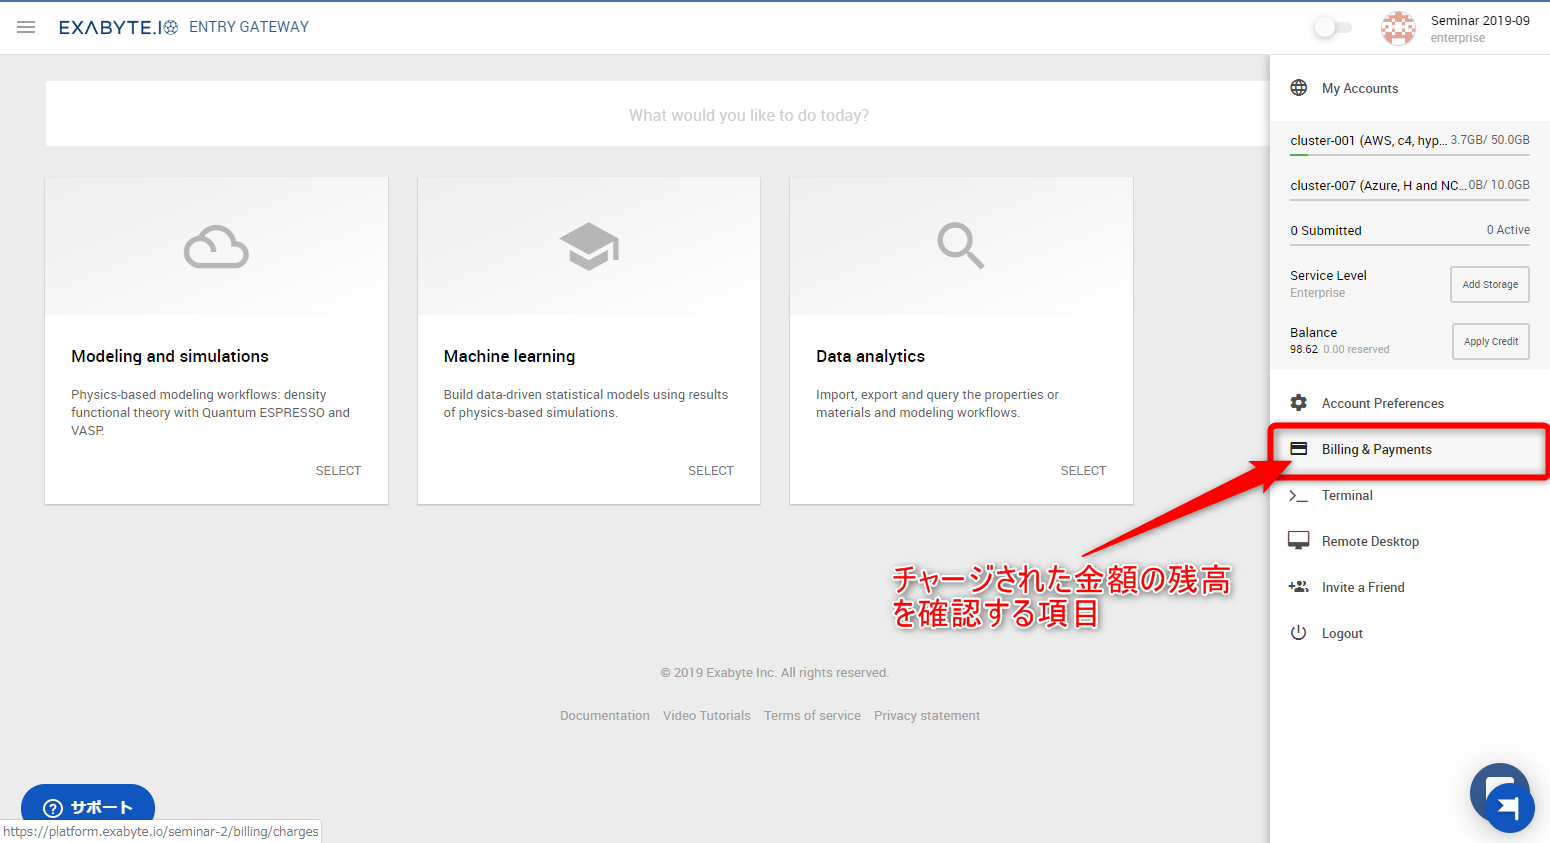 EXABYTE.IO ENTRY GATEWAY
Seminar 2019-09
enterprise
What would you like to do today?
Modeling and simulations
Physics-based modeling workflows: density
functional theory with Quantum ESPRESSO and
VASP.
SELECT
Machine learning
Build data-driven statistical models using results
of physics-based simulations.
SELECT
Data analytics
Import, export and query the properties or
materials and modeling workflows.
SELECT
My Accounts
cluster-001 (AWS, c4, hyp... 3.7GB/ 50.0GB
cluster-007 (Azure, H and NC... 0B/ 10.0GB
0 Submitted 0 Active
Service Level
Enterprise
Add Storage
Balance
98.62 0.00 reserved
Apply Credit
Account Preferences
Billing & Payments
Terminal
Remote Desktop
Invite a Friend
Logout
チャージされた金額の残高
を確認する項目
© 2019 Exabyte Inc. All rights reserved.
Documentation Video Tutorials Terms of service Privacy statement
サポート
https://platform.exabyte.io/seminar-2/billing/charges